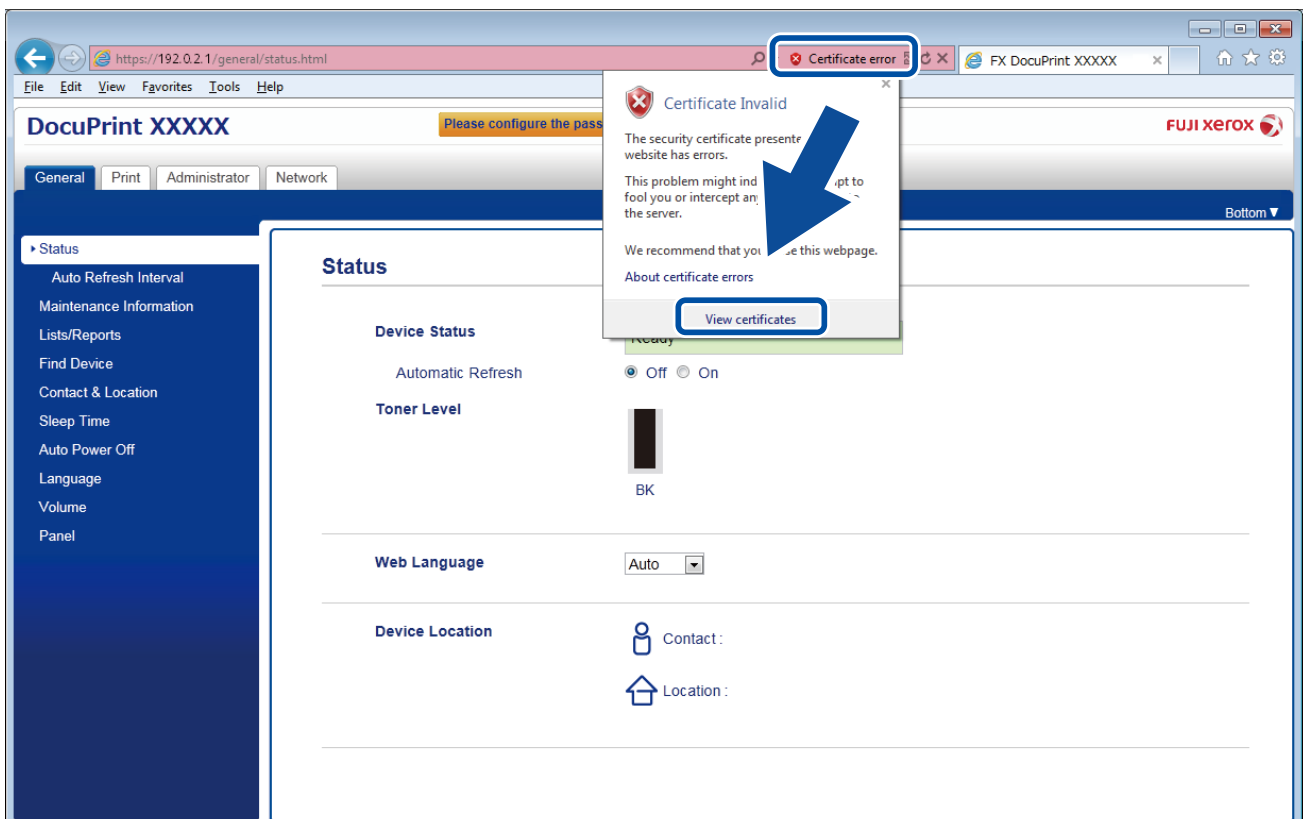 https://192.0.2.1/general/status.html
Certificate error
FX DocuPrint XXXXX
File Edit View Favorites Tools Help
DocuPrint XXXXX
Please configure the pass
FUJI XEROX
General Print Administrator Network
Bottom▼
Certificate Invalid
The security certificate presente
website has errors.
This problem might ind pt to
fool you or intercept an
the server.
We recommend that you se this webpage.
About certificate errors
View certificates
Status
Auto Refresh Interval
Maintenance Information
Lists/Reports
Find Device
Contact & Location
Sleep Time
Auto Power Off
Language
Volume
Panel
Status
Device Status
Ready
Automatic Refresh Off On
Toner Level
BK
Web Language Auto
Device Location Contact :
Location :